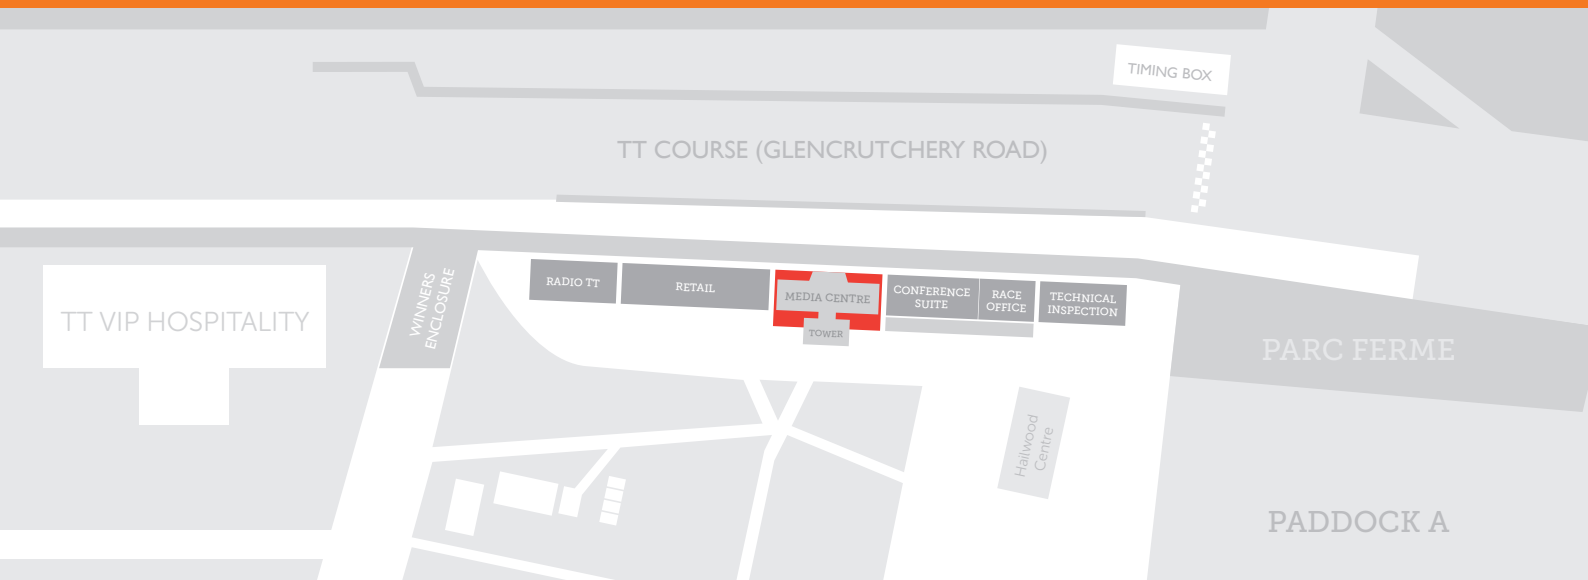 TIMING BOX
TT COURSE (GLENCRUTCHERY ROAD)
WINNERS
ENCLOSURE
RADIO TT
RETAIL
MEDIA CENTRE
TOWER
CONFERENCE
SUITE
RACE
OFFICE
TECHNICAL
INSPECTION
TT VIP HOSPITALITY
PARC FERME
Hailwood
Centre
PADDOCK A